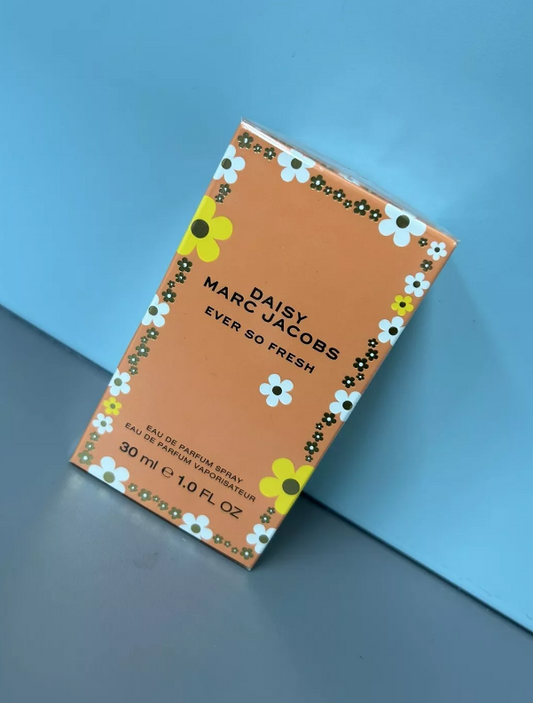 DAISY
MARC JACOBS
EVER SO FRESH
EAU DE PARFUM SPRAY
EAU DE PARFUM VAPORISATEUR
30 ml ℮ 1.0 FL OZ